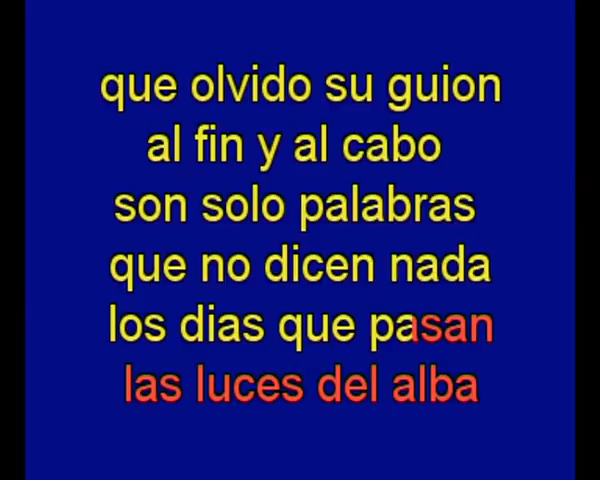 que olvido su guion
al fin y al cabo
son solo palabras
que no dicen nada
los dias que pasan
las luces del alba